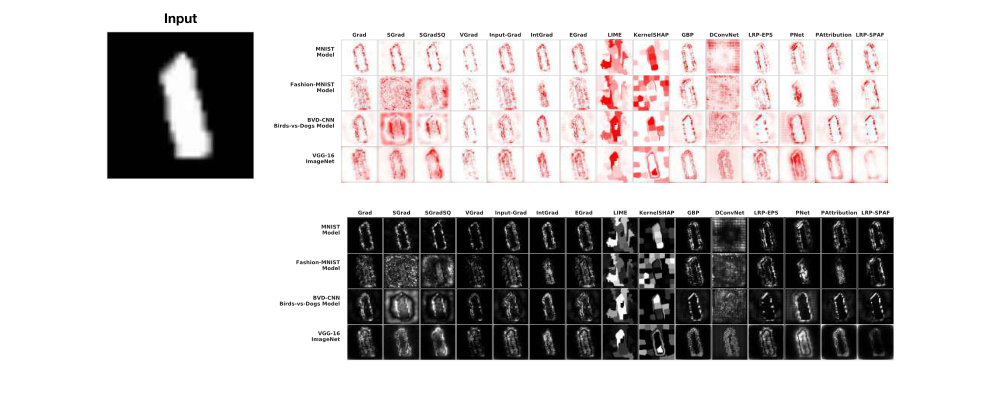 Input
Grad SGrad SGradSQ VGrad Input-Grad IntGrad EGrad LIME KernelSHAP GBP DConvNet LRP-EPS PNet PAttribution LRP-SPAF
MNIST
Model
Fashion-MNIST
Model
BVD-CNN
Birds-vs-Dogs Model
VGG-16
ImageNet
Grad SGrad SGradSQ VGrad Input-Grad IntGrad EGrad LIME KernelSHAP GBP DConvNet LRP-EPS PNet PAttribution LRP-SPAF
MNIST
Model
Fashion-MNIST
Model
BVD-CNN
Birds-vs-Dogs Model
VGG-16
ImageNet